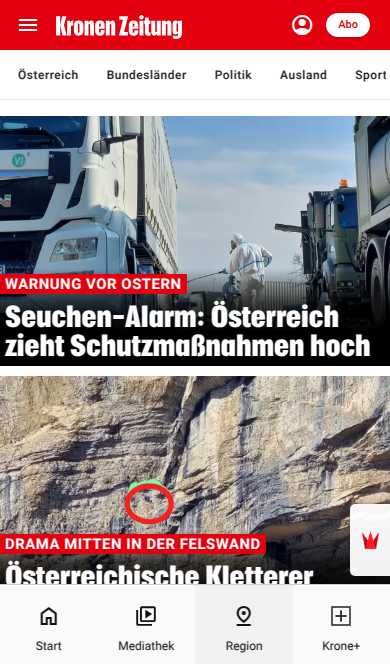 Kronen Zeitung
Abo
Österreich
Bundesländer
Politik
Ausland
Sport
WARNUNG VOR OSTERN
Seuchen-Alarm: Österreich
zieht Schutzmaßnahmen hoch
DRAMA MITTEN IN DER FELSWAND
Österreichische Kletterer
Start
Mediathek
Region
Krone+